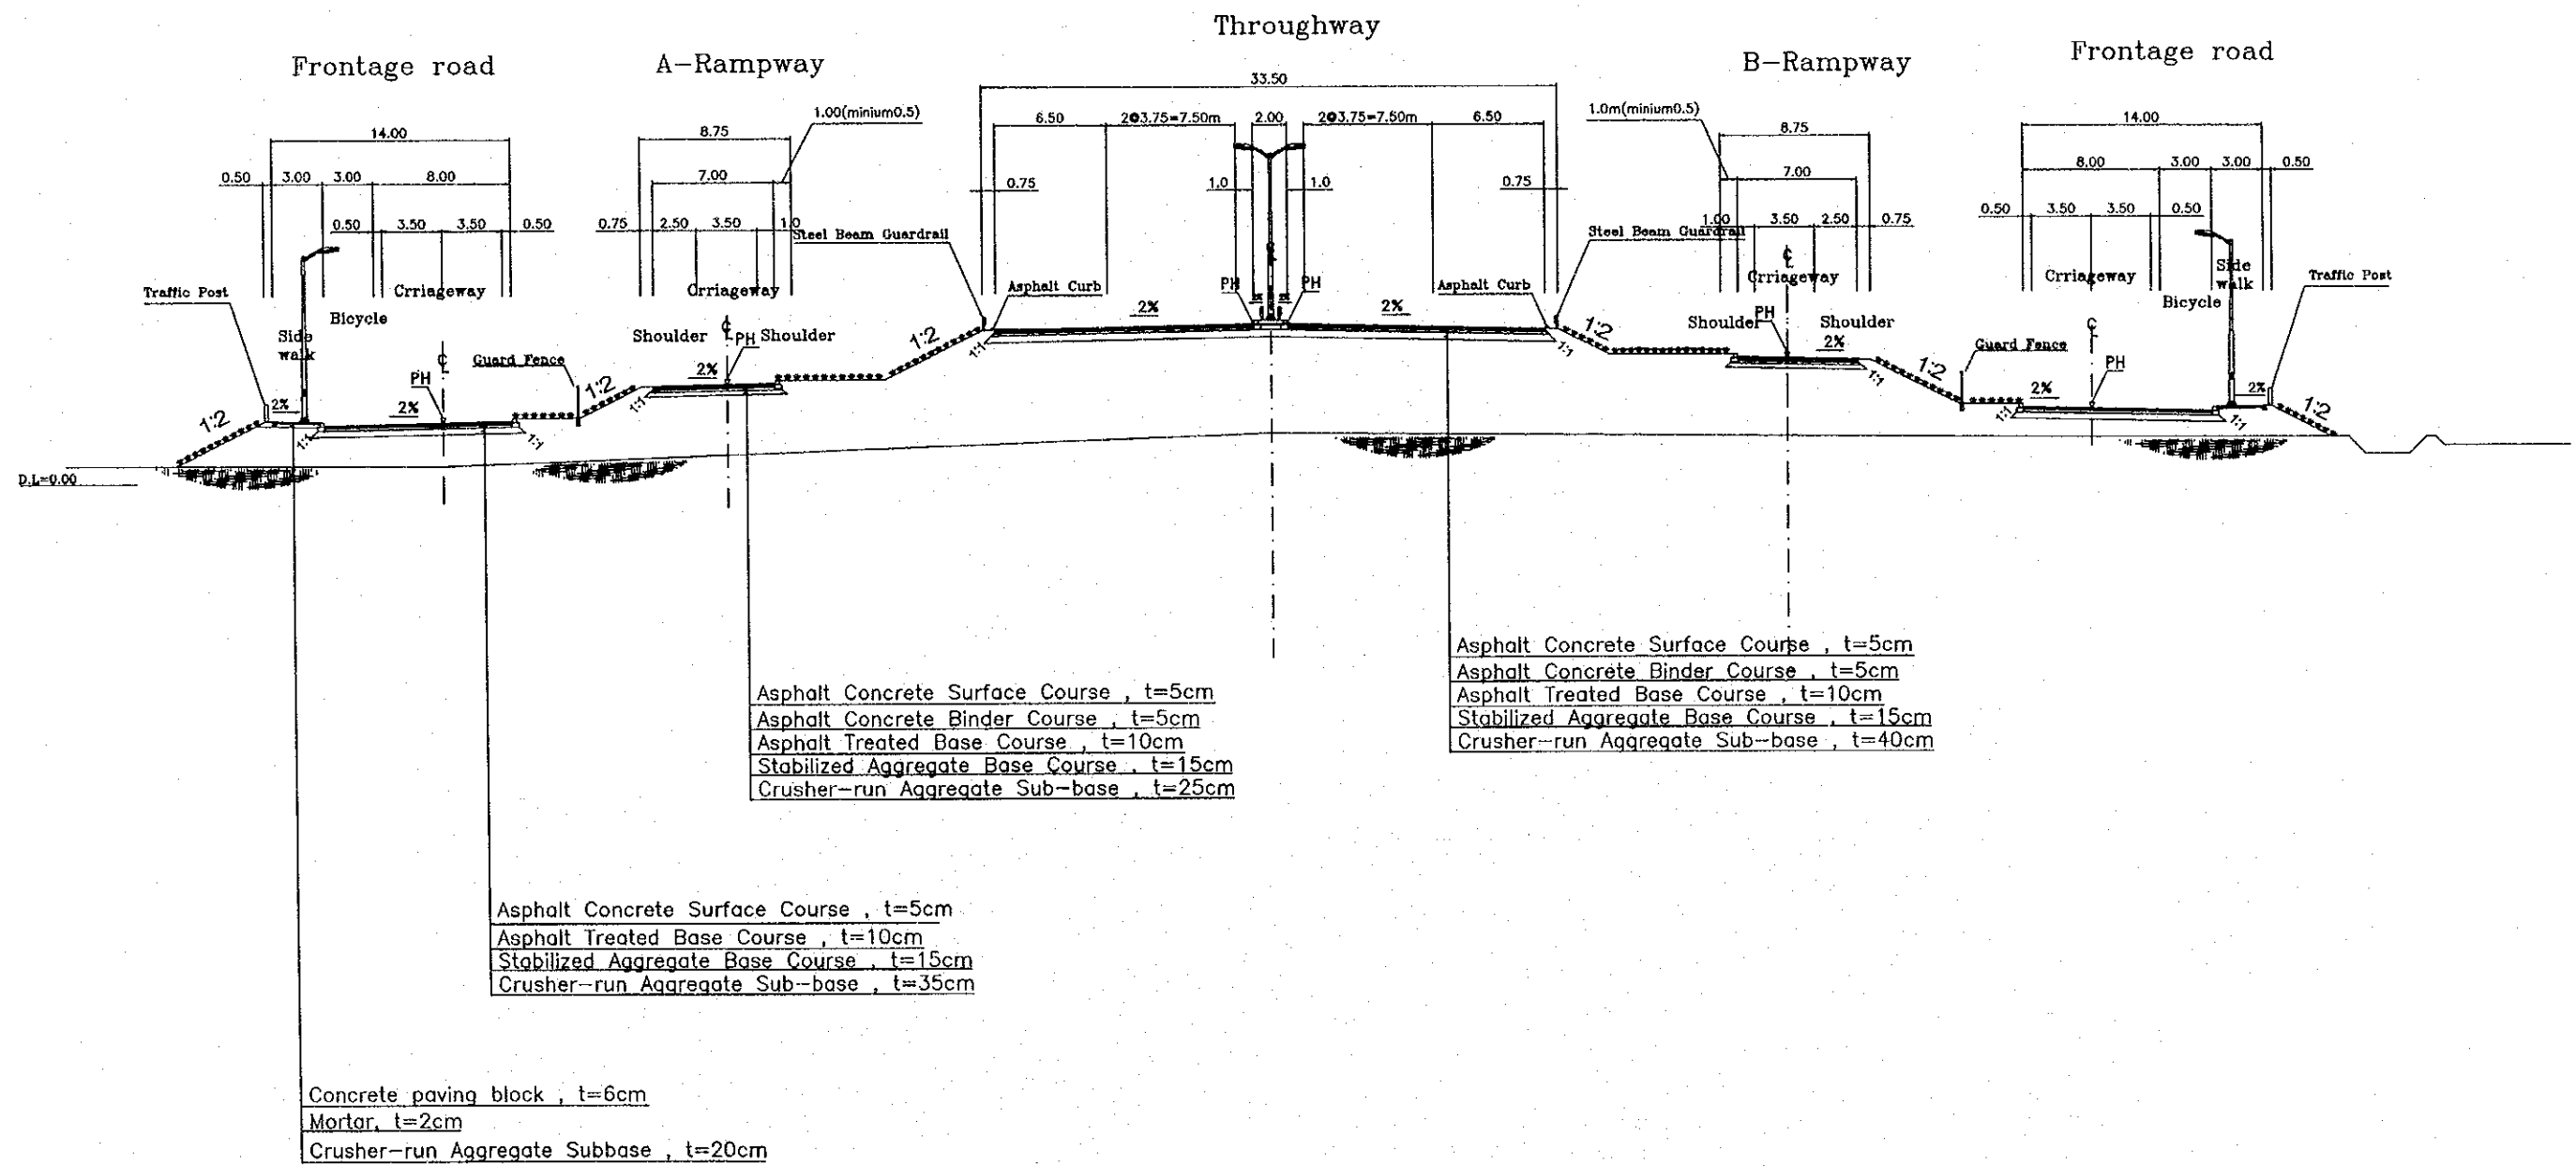 Throughway
Frontage road
A-Rampway
B-Rampway
Frontage road
33.50
6.50
2@3.75=7.50m
2.00
2@3.75=7.50m
6.50
0.75
1.0
1.0
0.75
14.00
0.50
3.00
3.00
8.00
0.50
3.50
3.50
0.50
8.75
1.00(minium0.5)
7.00
0.75
2.50
3.50
1.0
1.0m(minium0.5)
8.75
7.00
1.00
3.50
2.50
0.75
14.00
8.00
3.00
3.00
0.50
0.50
3.50
3.50
0.50
Traffic Post
Crriageway
Bicycle
Side
walk
1:2
2%
1:1
2%
PH
1:1
Guard Fence
1:2
1:1
Crriageway
Shoulder
PH
Shoulder
2%
1:2
Steel Beam Guardrail
Asphalt Curb
1:1
2%
PH
PH
2%
Asphalt Curb
1:1
Steel Beam Guardrail
1:2
Crriageway
Shoulder
PH
Shoulder
2%
1:1
1:2
Guard Fence
1:1
2%
PH
Crriageway
Bicycle
Side
walk
2%
1:1
1:2
Traffic Post
D.L=0.00
Asphalt Concrete Surface Course , t=5cm
Asphalt Concrete Binder Course , t=5cm
Asphalt Treated Base Course , t=10cm
Stabilized Aggregate Base Course , t=15cm
Crusher-run Aggregate Sub-base , t=40cm
Asphalt Concrete Surface Course , t=5cm
Asphalt Concrete Binder Course , t=5cm
Asphalt Treated Base Course , t=10cm
Stabilized Aggregate Base Course , t=15cm
Crusher-run Aggregate Sub-base , t=25cm
Asphalt Concrete Surface Course , t=5cm
Asphalt Treated Base Course , t=10cm
Stabilized Aggregate Base Course , t=15cm
Crusher-run Aggregate Sub-base , t=35cm
Concrete paving block , t=6cm
Mortar, t=2cm
Crusher-run Aggregate Subbase , t=20cm